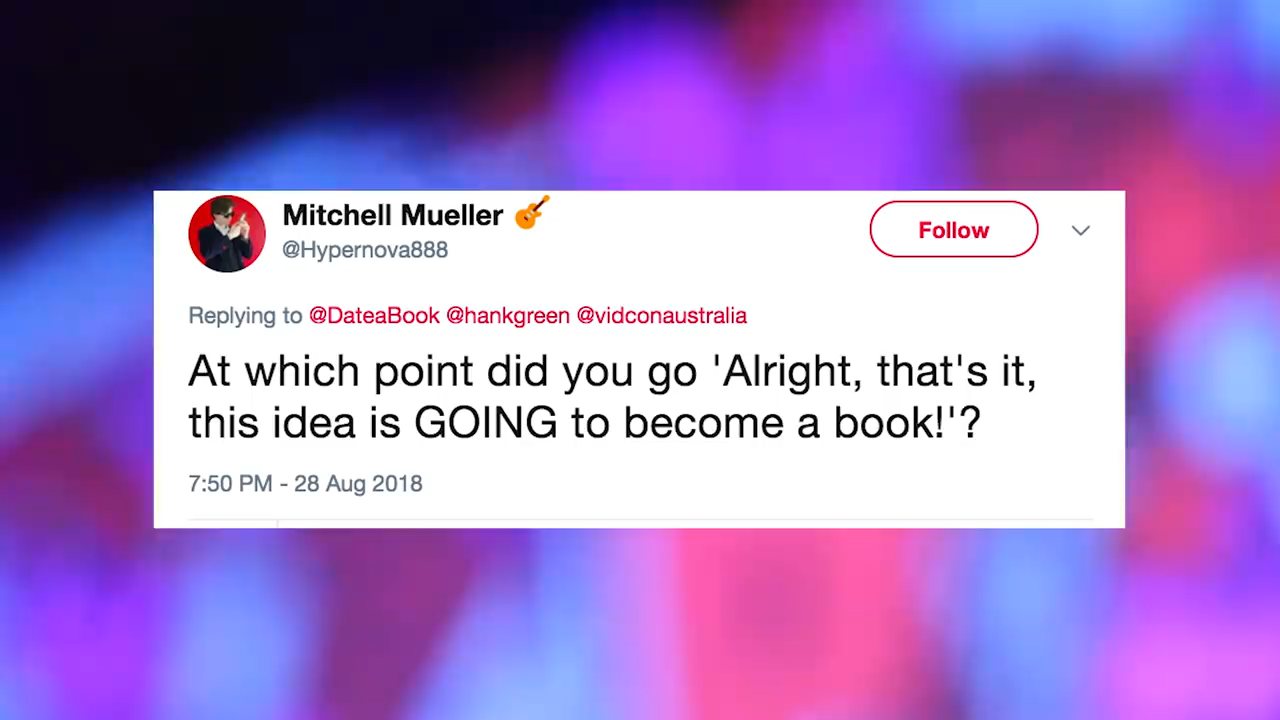 Mitchell Mueller 🎸
@Hypernova888
Follow
Replying to @DateaBook @hankgreen @vidconaustralia
At which point did you go 'Alright, that's it,
this idea is GOING to become a book!'?
7:50 PM - 28 Aug 2018